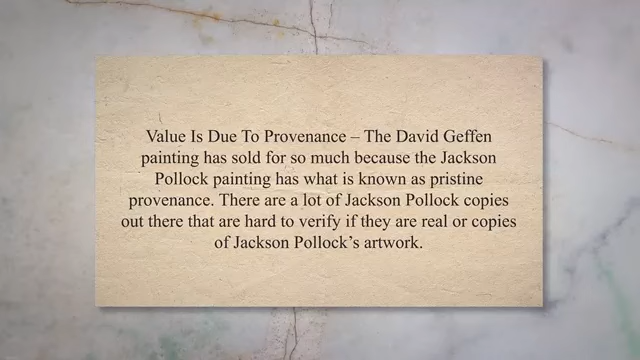 Value Is Due To Provenance – The David Geffen
painting has sold for so much because the Jackson
Pollock painting has what is known as pristine
provenance. There are a lot of Jackson Pollock copies
out there that are hard to verify if they are real or copies
of Jackson Pollock’s artwork.